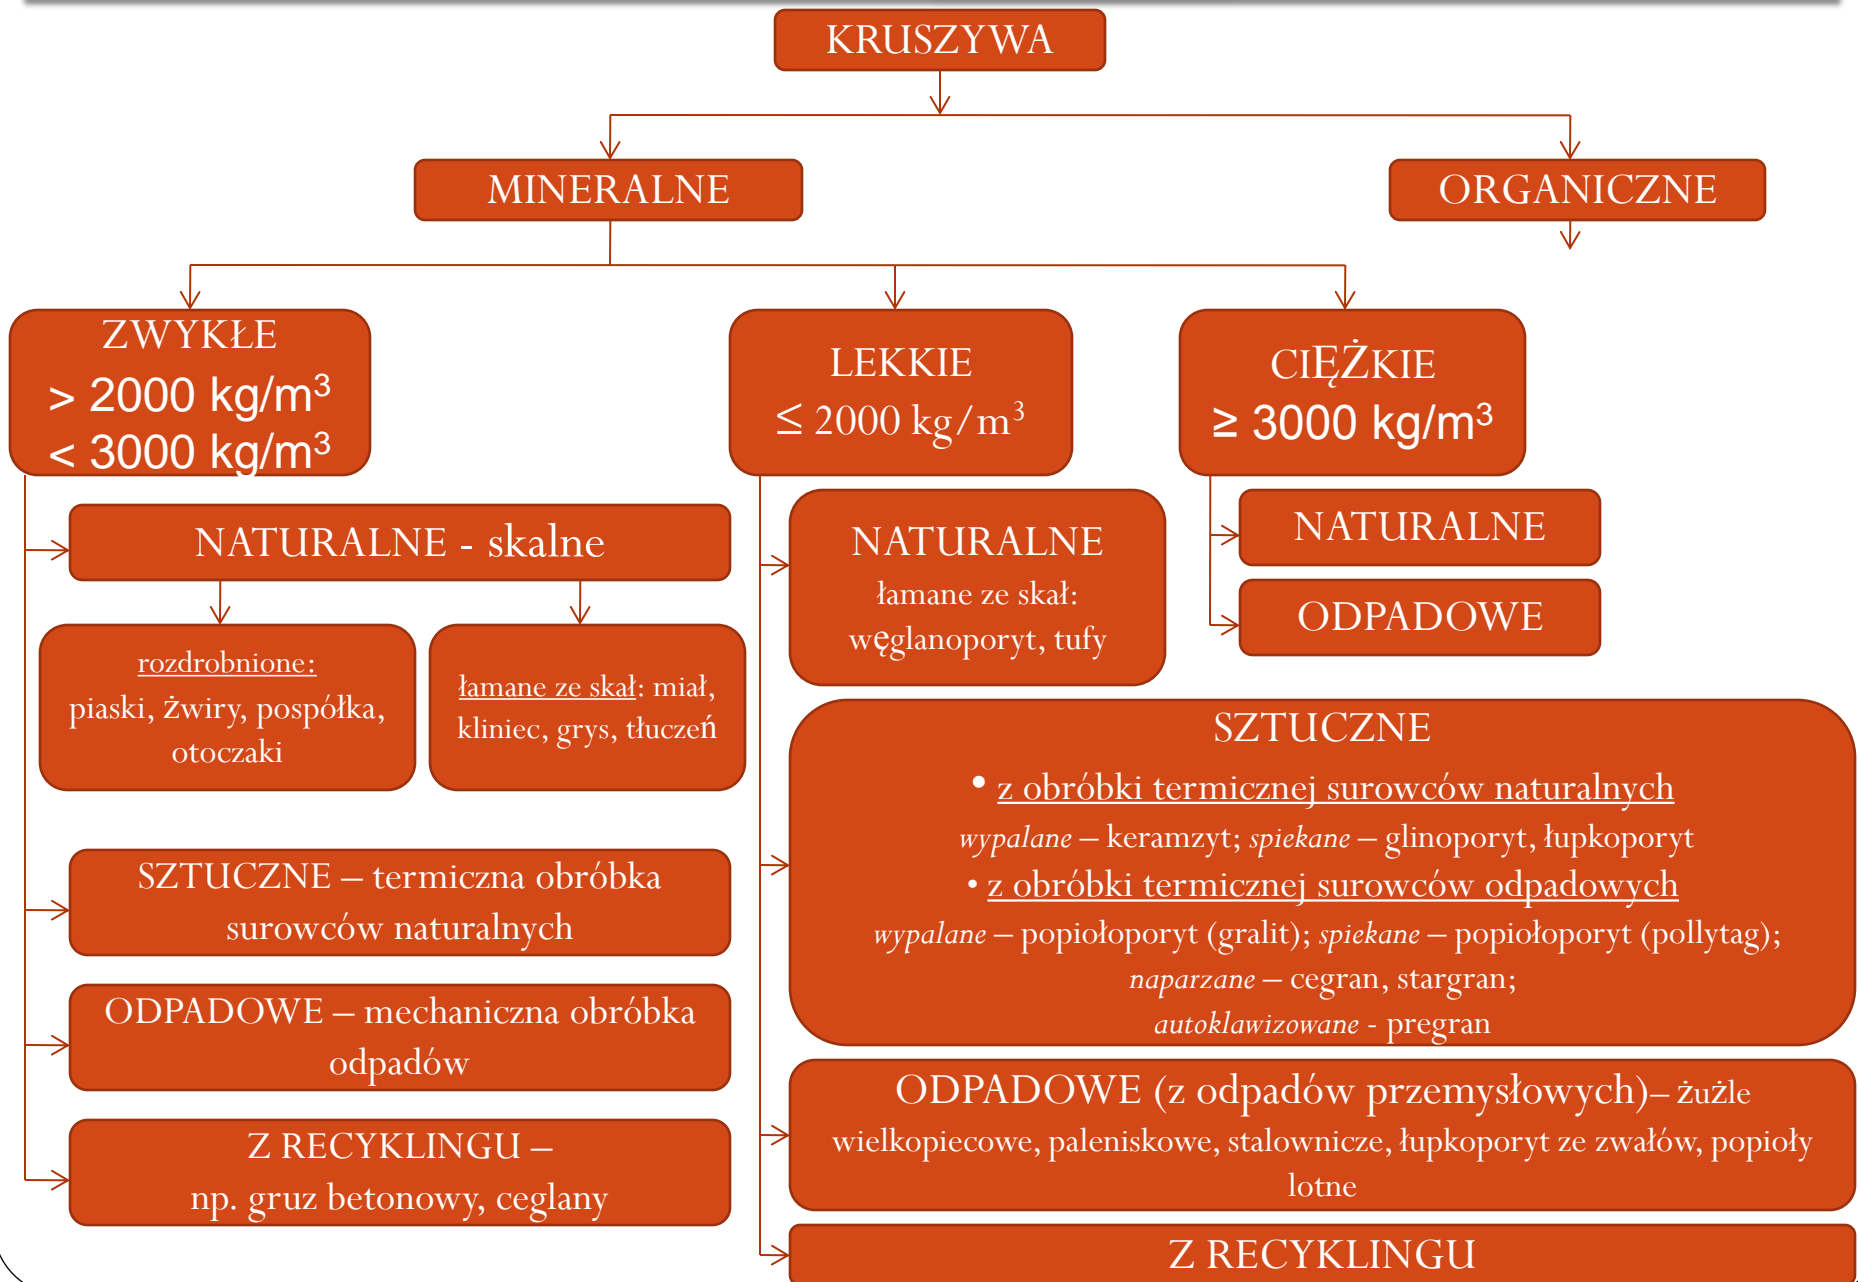 KRUSZYWA
MINERALNE
ORGANICZNE
ZWYKŁE
> 2000 kg/m³
< 3000 kg/m³
LEKKIE
≤ 2000 kg/m³
CIĘŻKIE
≥ 3000 kg/m³
NATURALNE - skalne
rozdrobnione:
piaski, żwiry, pospółka,
otoczaki
łamane ze skał: miał,
kliniec, grys, tłuczeń
SZTUCZNE – termiczna obróbka
surowców naturalnych
ODPADOWE – mechaniczna obróbka
odpadów
Z RECYKLINGU –
np. gruz betonowy, ceglany
NATURALNE
łamane ze skał:
węglanoporyt, tufy
SZTUCZNE
• z obróbki termicznej surowców naturalnych
wypalane – keramzyt; spiekane – glinoporyt, łupkoporyt
• z obróbki termicznej surowców odpadowych
wypalane – popiołoporyt (gralit); spiekane – popiołoporyt (pollytag);
naparzane – cegran, stargran;
autoklawizowane - pregran
ODPADOWE (z odpadów przemysłowych)– żużle
wielkopiecowe, paleniskowe, stalownicze, łupkoporyt ze zwałów, popioły
lotne
Z RECYKLINGU
NATURALNE
ODPADOWE